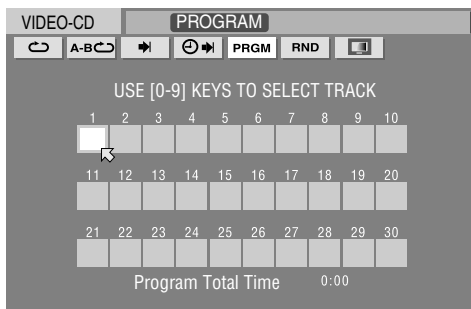 VIDEO-CD PROGRAM
A-B PRGM RND
USE [0-9] KEYS TO SELECT TRACK
1 2 3 4 5 6 7 8 9 10
11 12 13 14 15 16 17 18 19 20
21 22 23 24 25 26 27 28 29 30
Program Total Time 0:00